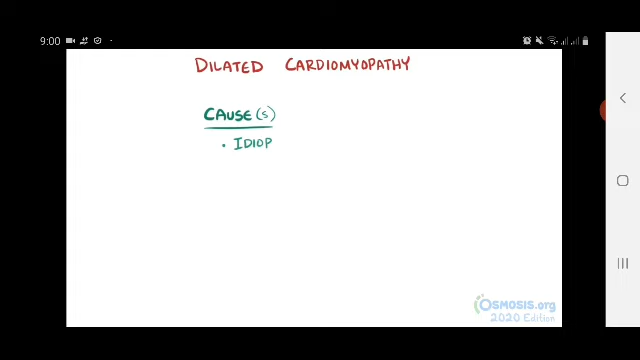 9:00
DILATED CARDIOMYOPATHY
CAUSE(s)
• IDIOP
OSMOSIS.org
2020 Edition